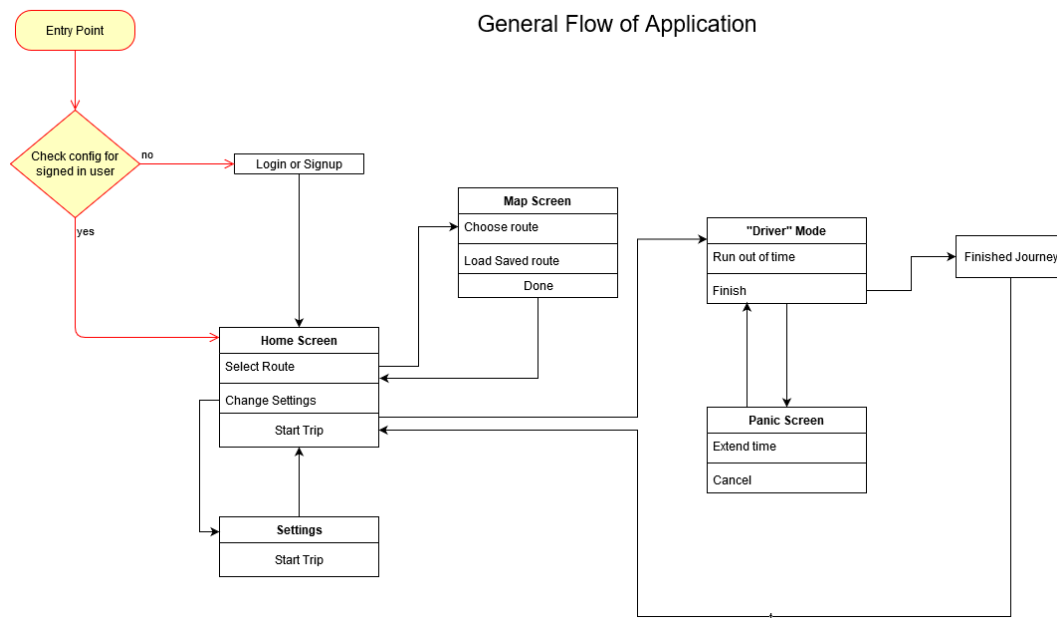 General Flow of Application
Entry Point
Check config for
signed in user
no
yes
Login or Signup
Map Screen
Choose route
Load Saved route
Done
"Driver" Mode
Run out of time
Finish
Finished Journey
Home Screen
Select Route
Change Settings
Start Trip
Panic Screen
Extend time
Cancel
Settings
Start Trip